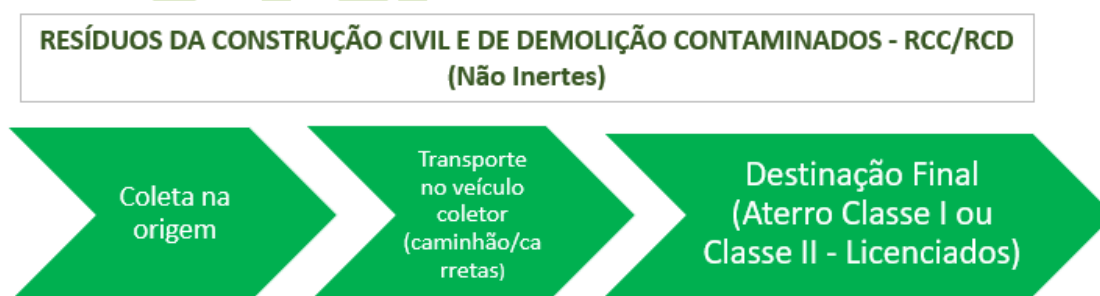 RESÍDUOS DA CONSTRUÇÃO CIVIL E DE DEMOLIÇÃO CONTAMINADOS - RCC/RCD
(Não Inertes)
Coleta na
origem
Transporte
no veículo
coletor
(caminhão/ca
rretas)
Destinação Final
(Aterro Classe I ou
Classe II - Licenciados)